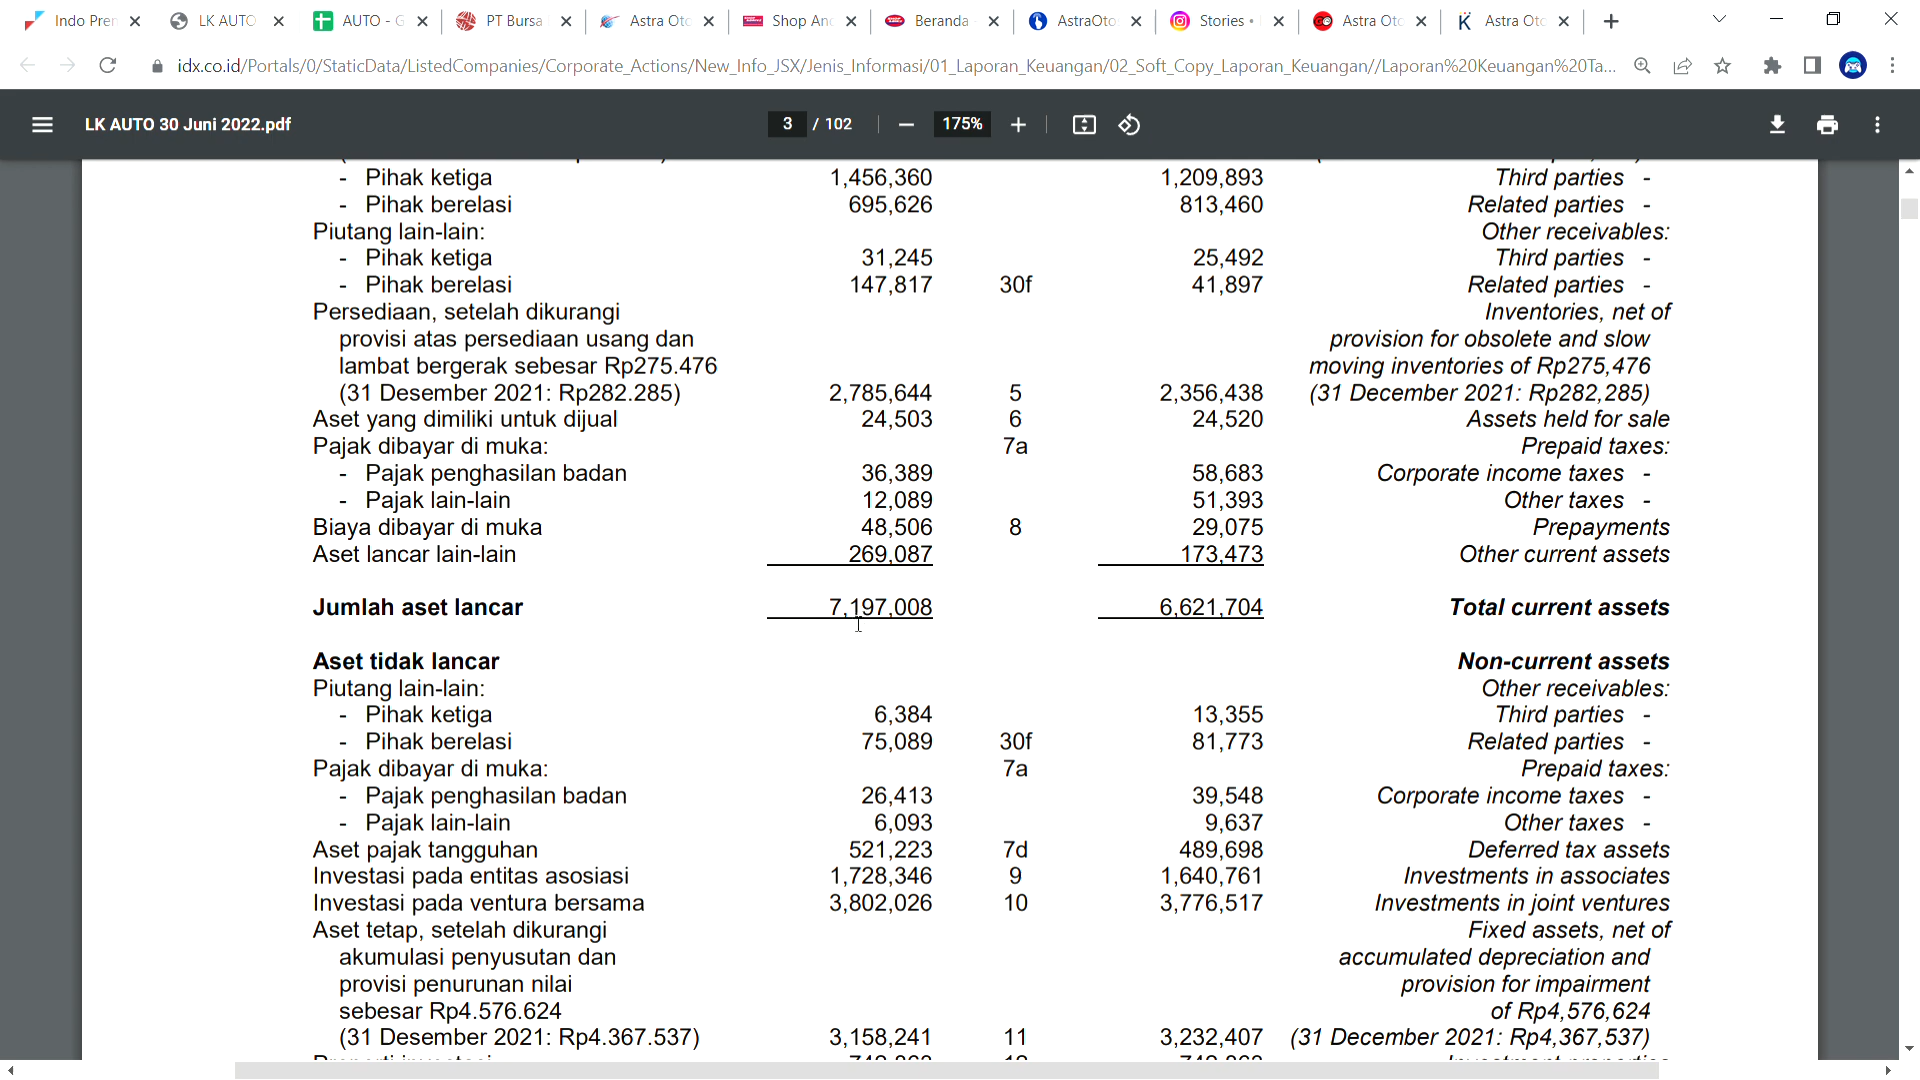 Indo Pre
LK AUTO
AUTO - G
PT Bursa
Astra Oto
Shop And
Beranda
AstraOto
Stories •
Astra Oto
Astra Oto
idx.co.id/Portals/0/StaticData/ListedCompanies/Corporate_Actions/New_Info_JSX/Jenis_Informasi/01_Laporan_Keuangan/02_Soft_Copy_Laporan_Keuangan//Laporan%20Keuangan%20Ta...
LK AUTO 30 Juni 2022.pdf 3 / 102 175%
- Pihak ketiga 1,456,360 1,209,893 Third parties -
- Pihak berelasi 695,626 813,460 Related parties -
Piutang lain-lain: Other receivables:
- Pihak ketiga 31,245 25,492 Third parties -
- Pihak berelasi 147,817 30f 41,897 Related parties -
Persediaan, setelah dikurangi Inventories, net of
provisi atas persediaan usang dan provision for obsolete and slow
lambat bergerak sebesar Rp275.476 moving inventories of Rp275,476
(31 Desember 2021: Rp282.285) 2,785,644 5 2,356,438 (31 December 2021: Rp282,285)
Aset yang dimiliki untuk dijual 24,503 6 24,520 Assets held for sale
Pajak dibayar di muka: 7a Prepaid taxes:
- Pajak penghasilan badan 36,389 58,683 Corporate income taxes -
- Pajak lain-lain 12,089 51,393 Other taxes -
Biaya dibayar di muka 48,506 8 29,075 Prepayments
Aset lancar lain-lain 269,087 173,473 Other current assets
Jumlah aset lancar 7,197,008 6,621,704 Total current assets
Aset tidak lancar Non-current assets
Piutang lain-lain: Other receivables:
- Pihak ketiga 6,384 13,355 Third parties -
- Pihak berelasi 75,089 30f 81,773 Related parties -
Pajak dibayar di muka: 7a Prepaid taxes:
- Pajak penghasilan badan 26,413 39,548 Corporate income taxes -
- Pajak lain-lain 6,093 9,637 Other taxes -
Aset pajak tangguhan 521,223 7d 489,698 Deferred tax assets
Investasi pada entitas asosiasi 1,728,346 9 1,640,761 Investments in associates
Investasi pada ventura bersama 3,802,026 10 3,776,517 Investments in joint ventures
Aset tetap, setelah dikurangi Fixed assets, net of
akumulasi penyusutan dan accumulated depreciation and
provisi penurunan nilai provision for impairment
sebesar Rp4.576.624 of Rp4,576,624
(31 Desember 2021: Rp4.367.537) 3,158,241 11 3,232,407 (31 December 2021: Rp4,367,537)